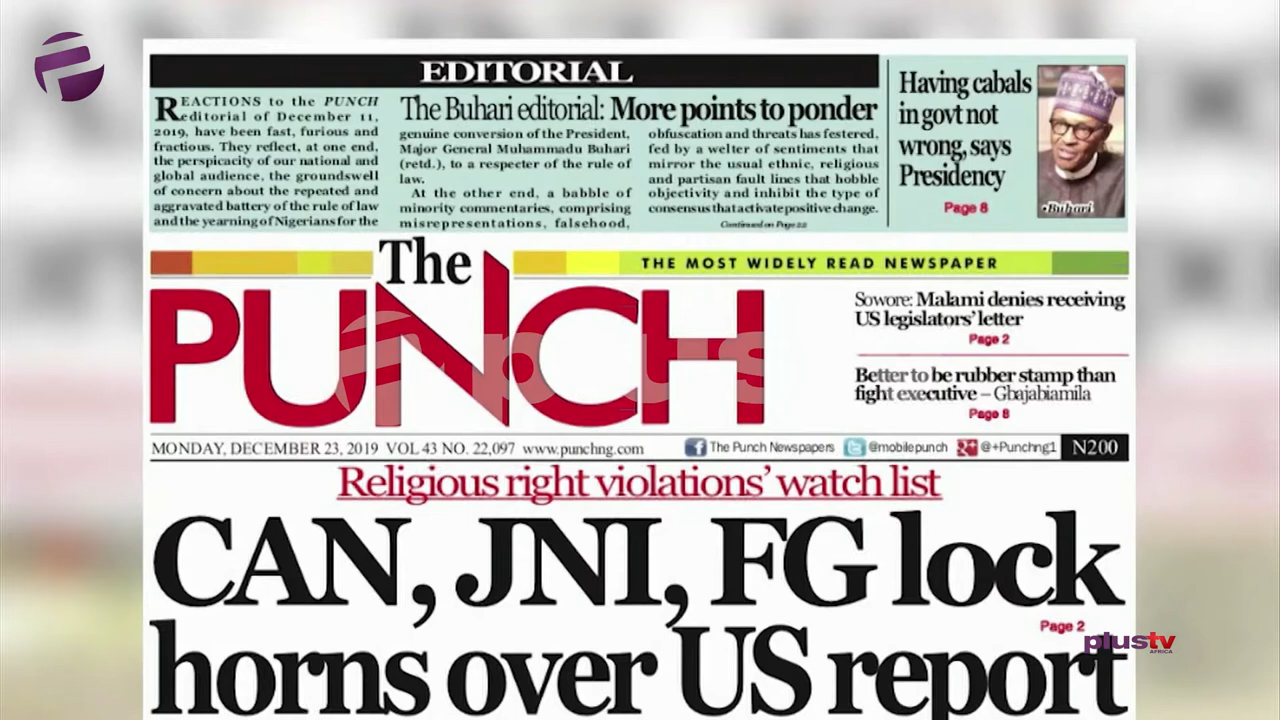 EDITORIAL
REACTIONS to the PUNCH
editorial of December 11,
2019, have been fast, furious and
fractious. They reflect, at one end,
the perspicacity of our national and
global audience, the groundswell
of concern about the repeated and
aggravated battery of the rule of law
and the yearning of Nigerians for the
The Buhari editorial: More points to ponder
genuine conversion of the President,
Major General Muhammadu Buhari
(retd.), to a respecter of the rule of
law.
At the other end, a babble of
minority commentaries, comprising
misrepresentations, falsehood,
obfuscation and threats has festered,
fed by a welter of sentiments that
mirror the usual ethnic, religious
and partisan fault lines that hobble
objectivity and inhibit the type of
consensus that activate positive change.
Continued on Page 22
Having cabals
in govt not
wrong, says
Presidency
Page 8
•Buhari
The
PUNCH
THE MOST WIDELY READ NEWSPAPER
Sowore: Malami denies receiving
US legislators' letter
Page 2
Better to be rubber stamp than
fight executive – Gbajabiamila
Page 8
plus
MONDAY, DECEMBER 23, 2019 VOL 43 NO. 22,097 www.punchng.com
The Punch Newspapers @mobilepunch @+Punchng1 N200
Religious right violations' watch list
CAN, JNI, FG lock
horns over US report
Page 2
plustv
AFRICA